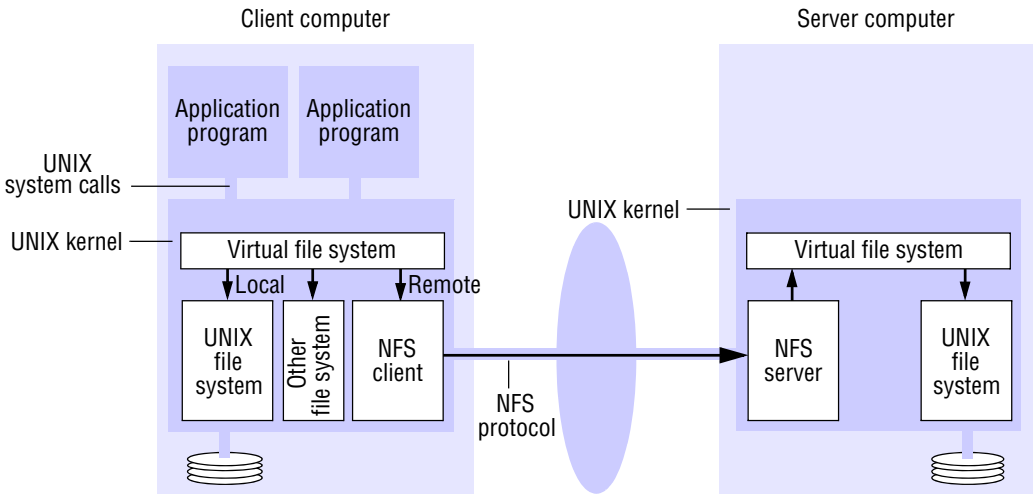 Client computer
Server computer
Application
program
Application
program
UNIX
system calls
UNIX kernel
Virtual file system
Local
Remote
UNIX
file
system
Other
file system
NFS
client
NFS
protocol
UNIX kernel
Virtual file system
NFS
server
UNIX
file
system